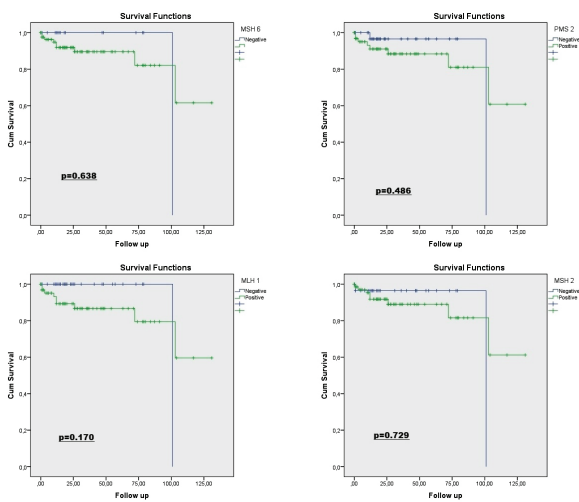 Survival Functions
MSH 6
Negative
1,0
0,8
0,6
0,4
0,2
0,0
Cum Survival
p=0.638
,00 25,00 50,00 75,00 100,00 125,00
Follow up
Survival Functions
PMS 2
Negative
Positive
1,0
0,8
0,6
0,4
0,2
0,0
Cum Survival
p=0.486
,00 25,00 50,00 75,00 100,00 125,00
Follow up
Survival Functions
MLH 1
Negative
Positive
1,0
0,8
0,6
0,4
0,2
0,0
Cum Survival
p=0.170
,00 25,00 50,00 75,00 100,00 125,00
Follow up
Survival Functions
MSH 2
Negative
Positive
1,0
0,8
0,6
0,4
0,2
0,0
Cum Survival
p=0.729
,00 25,00 50,00 75,00 100,00 125,00
Follow up